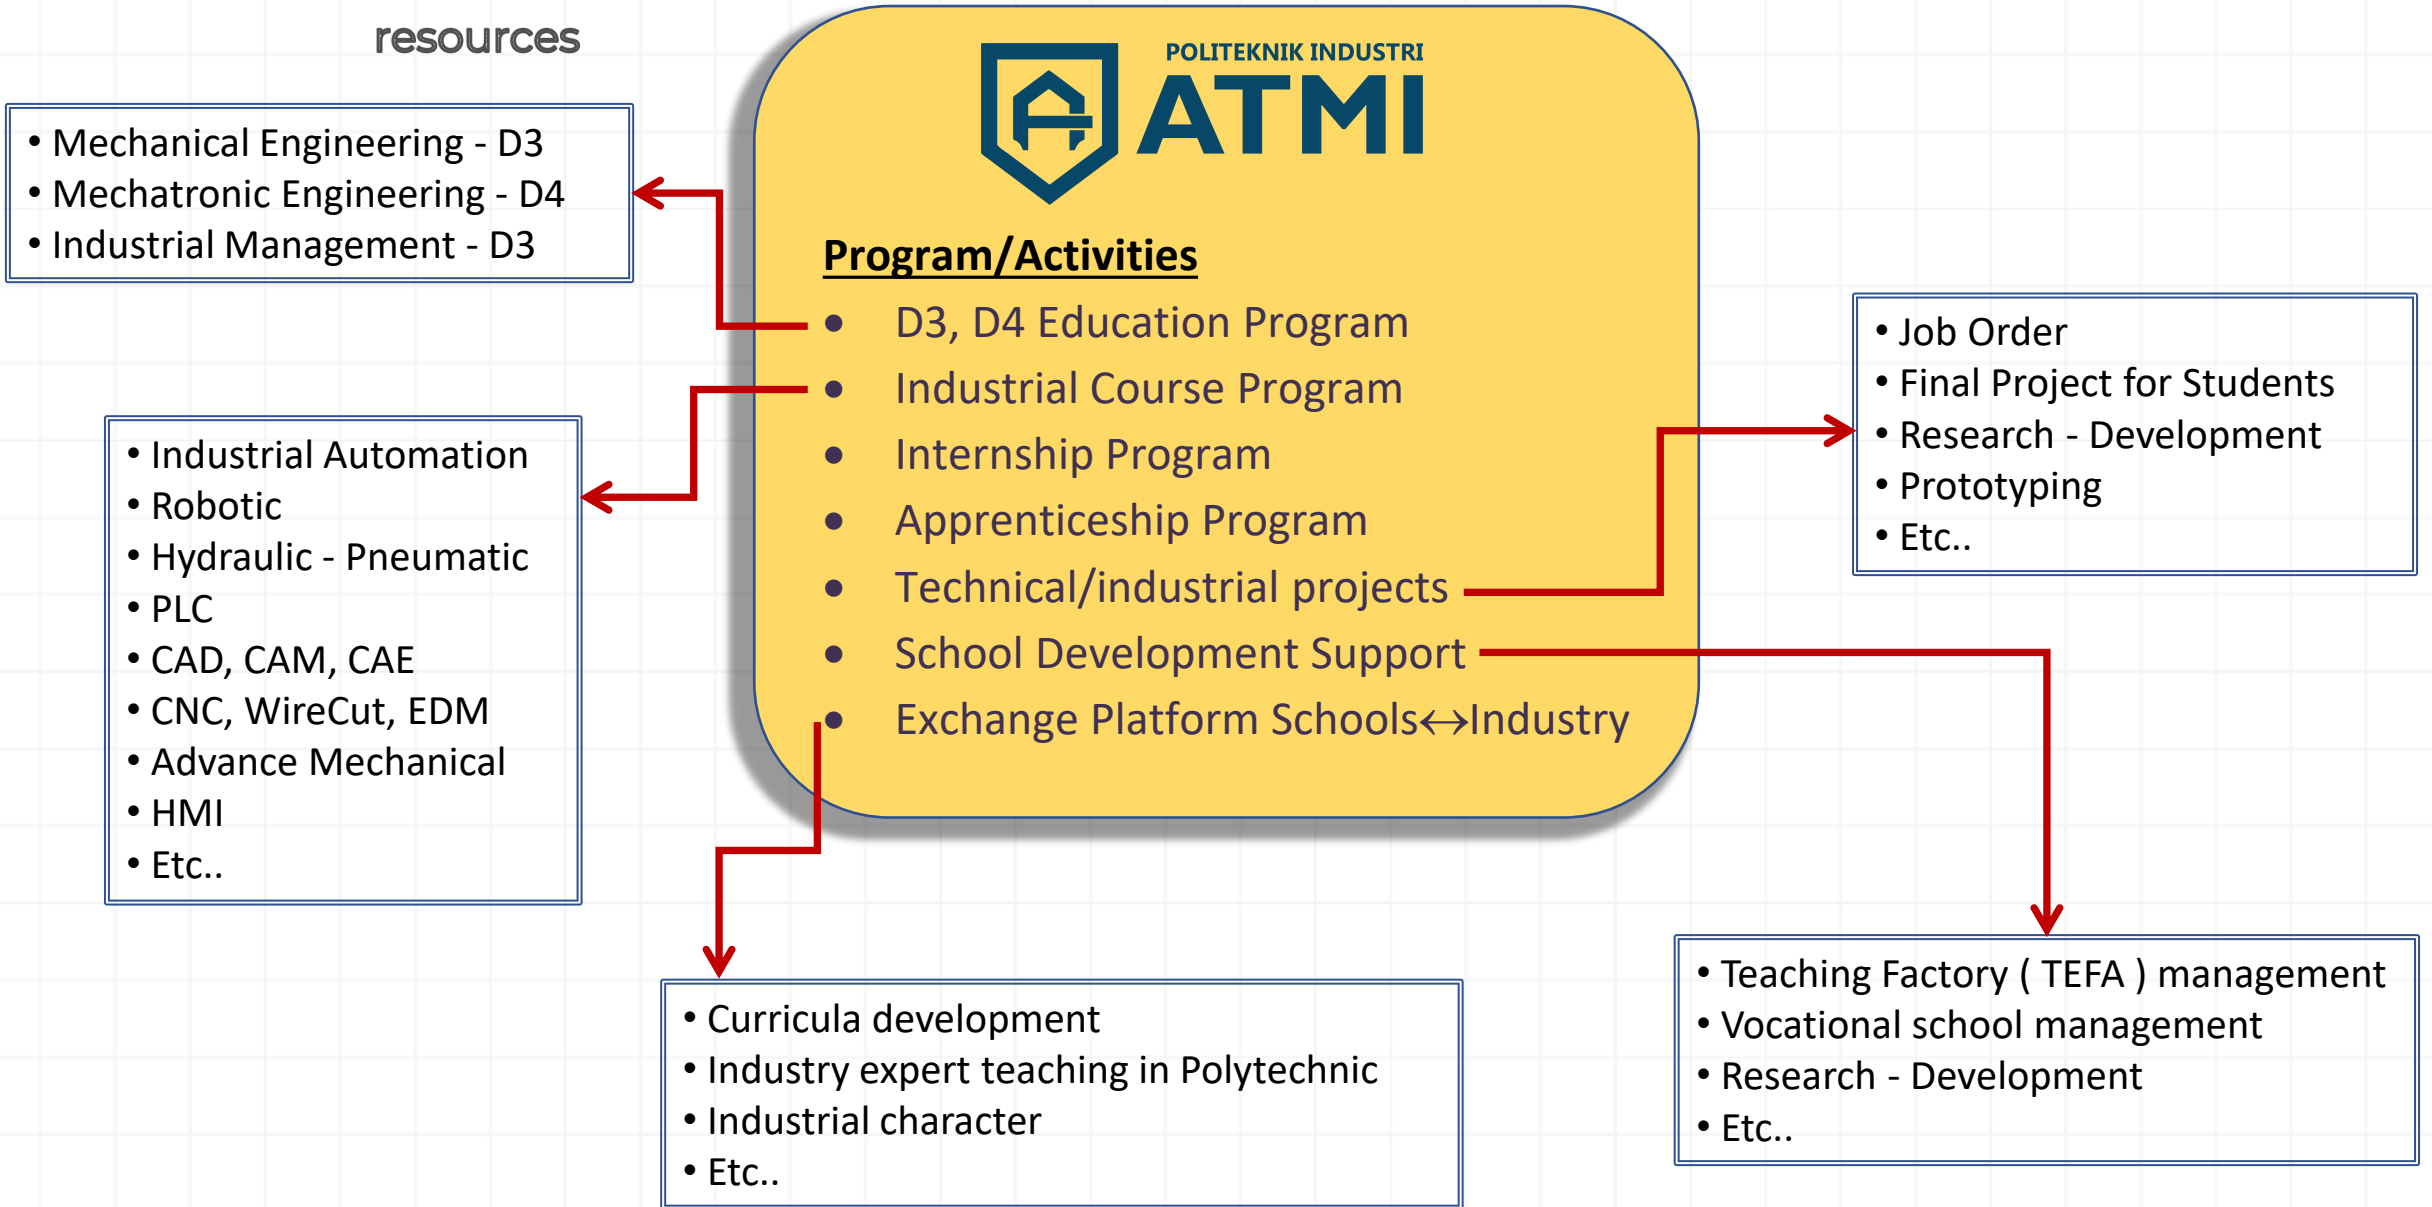 resources
POLITEKNIK INDUSTRI
ATMI
• Mechanical Engineering - D3
• Mechatronic Engineering - D4
• Industrial Management - D3
Program/Activities
• D3, D4 Education Program
• Industrial Course Program
• Internship Program
• Apprenticeship Program
• Technical/industrial projects
• School Development Support
• Exchange Platform Schools↔Industry
• Job Order
• Final Project for Students
• Research - Development
• Prototyping
• Etc..
• Industrial Automation
• Robotic
• Hydraulic - Pneumatic
• PLC
• CAD, CAM, CAE
• CNC, WireCut, EDM
• Advance Mechanical
• HMI
• Etc..
• Curricula development
• Industry expert teaching in Polytechnic
• Industrial character
• Etc..
• Teaching Factory ( TEFA ) management
• Vocational school management
• Research - Development
• Etc..